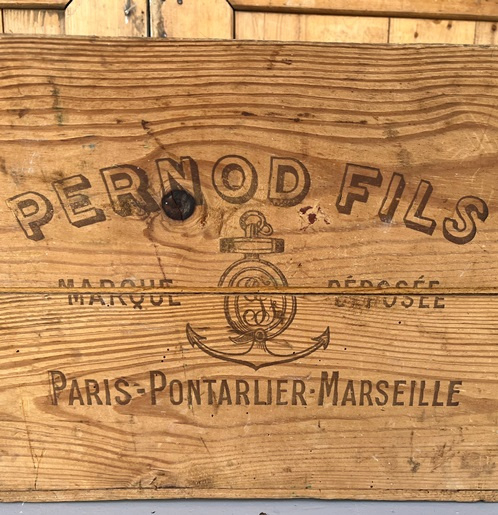 PERNOD FILS
MARQUE DÉPOSÉE
PARIS-PONTARLIER-MARSEILLE